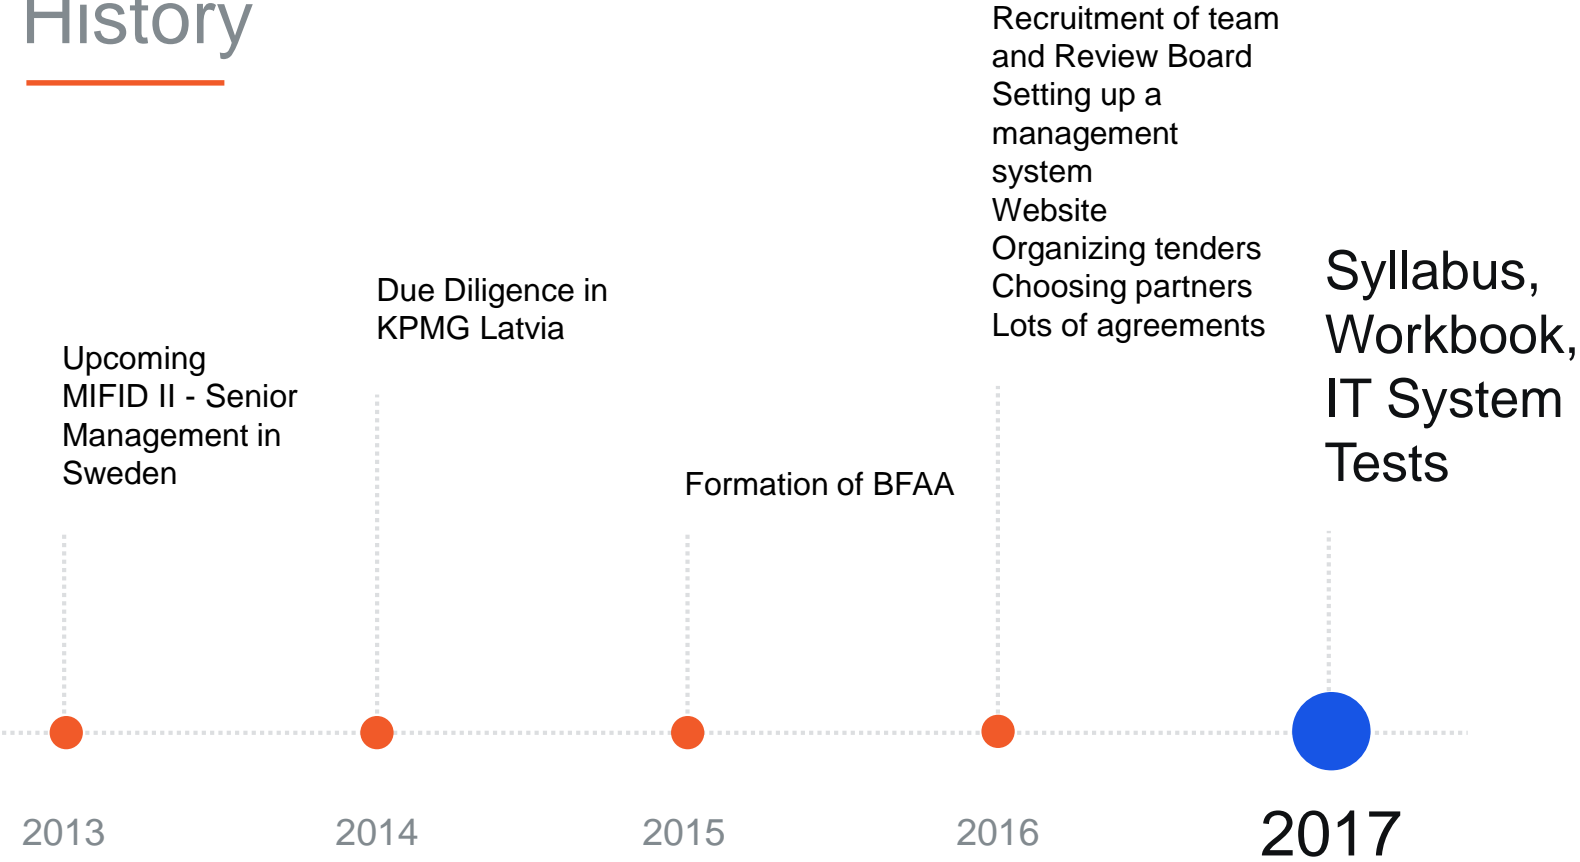 History
Upcoming
MIFID II - Senior
Management in
Sweden
Due Diligence in
KPMG Latvia
Formation of BFAA
Recruitment of team
and Review Board
Setting up a
management
system
Website
Organizing tenders
Choosing partners
Lots of agreements
Syllabus,
Workbook,
IT System
Tests
2013
2014
2015
2016
2017